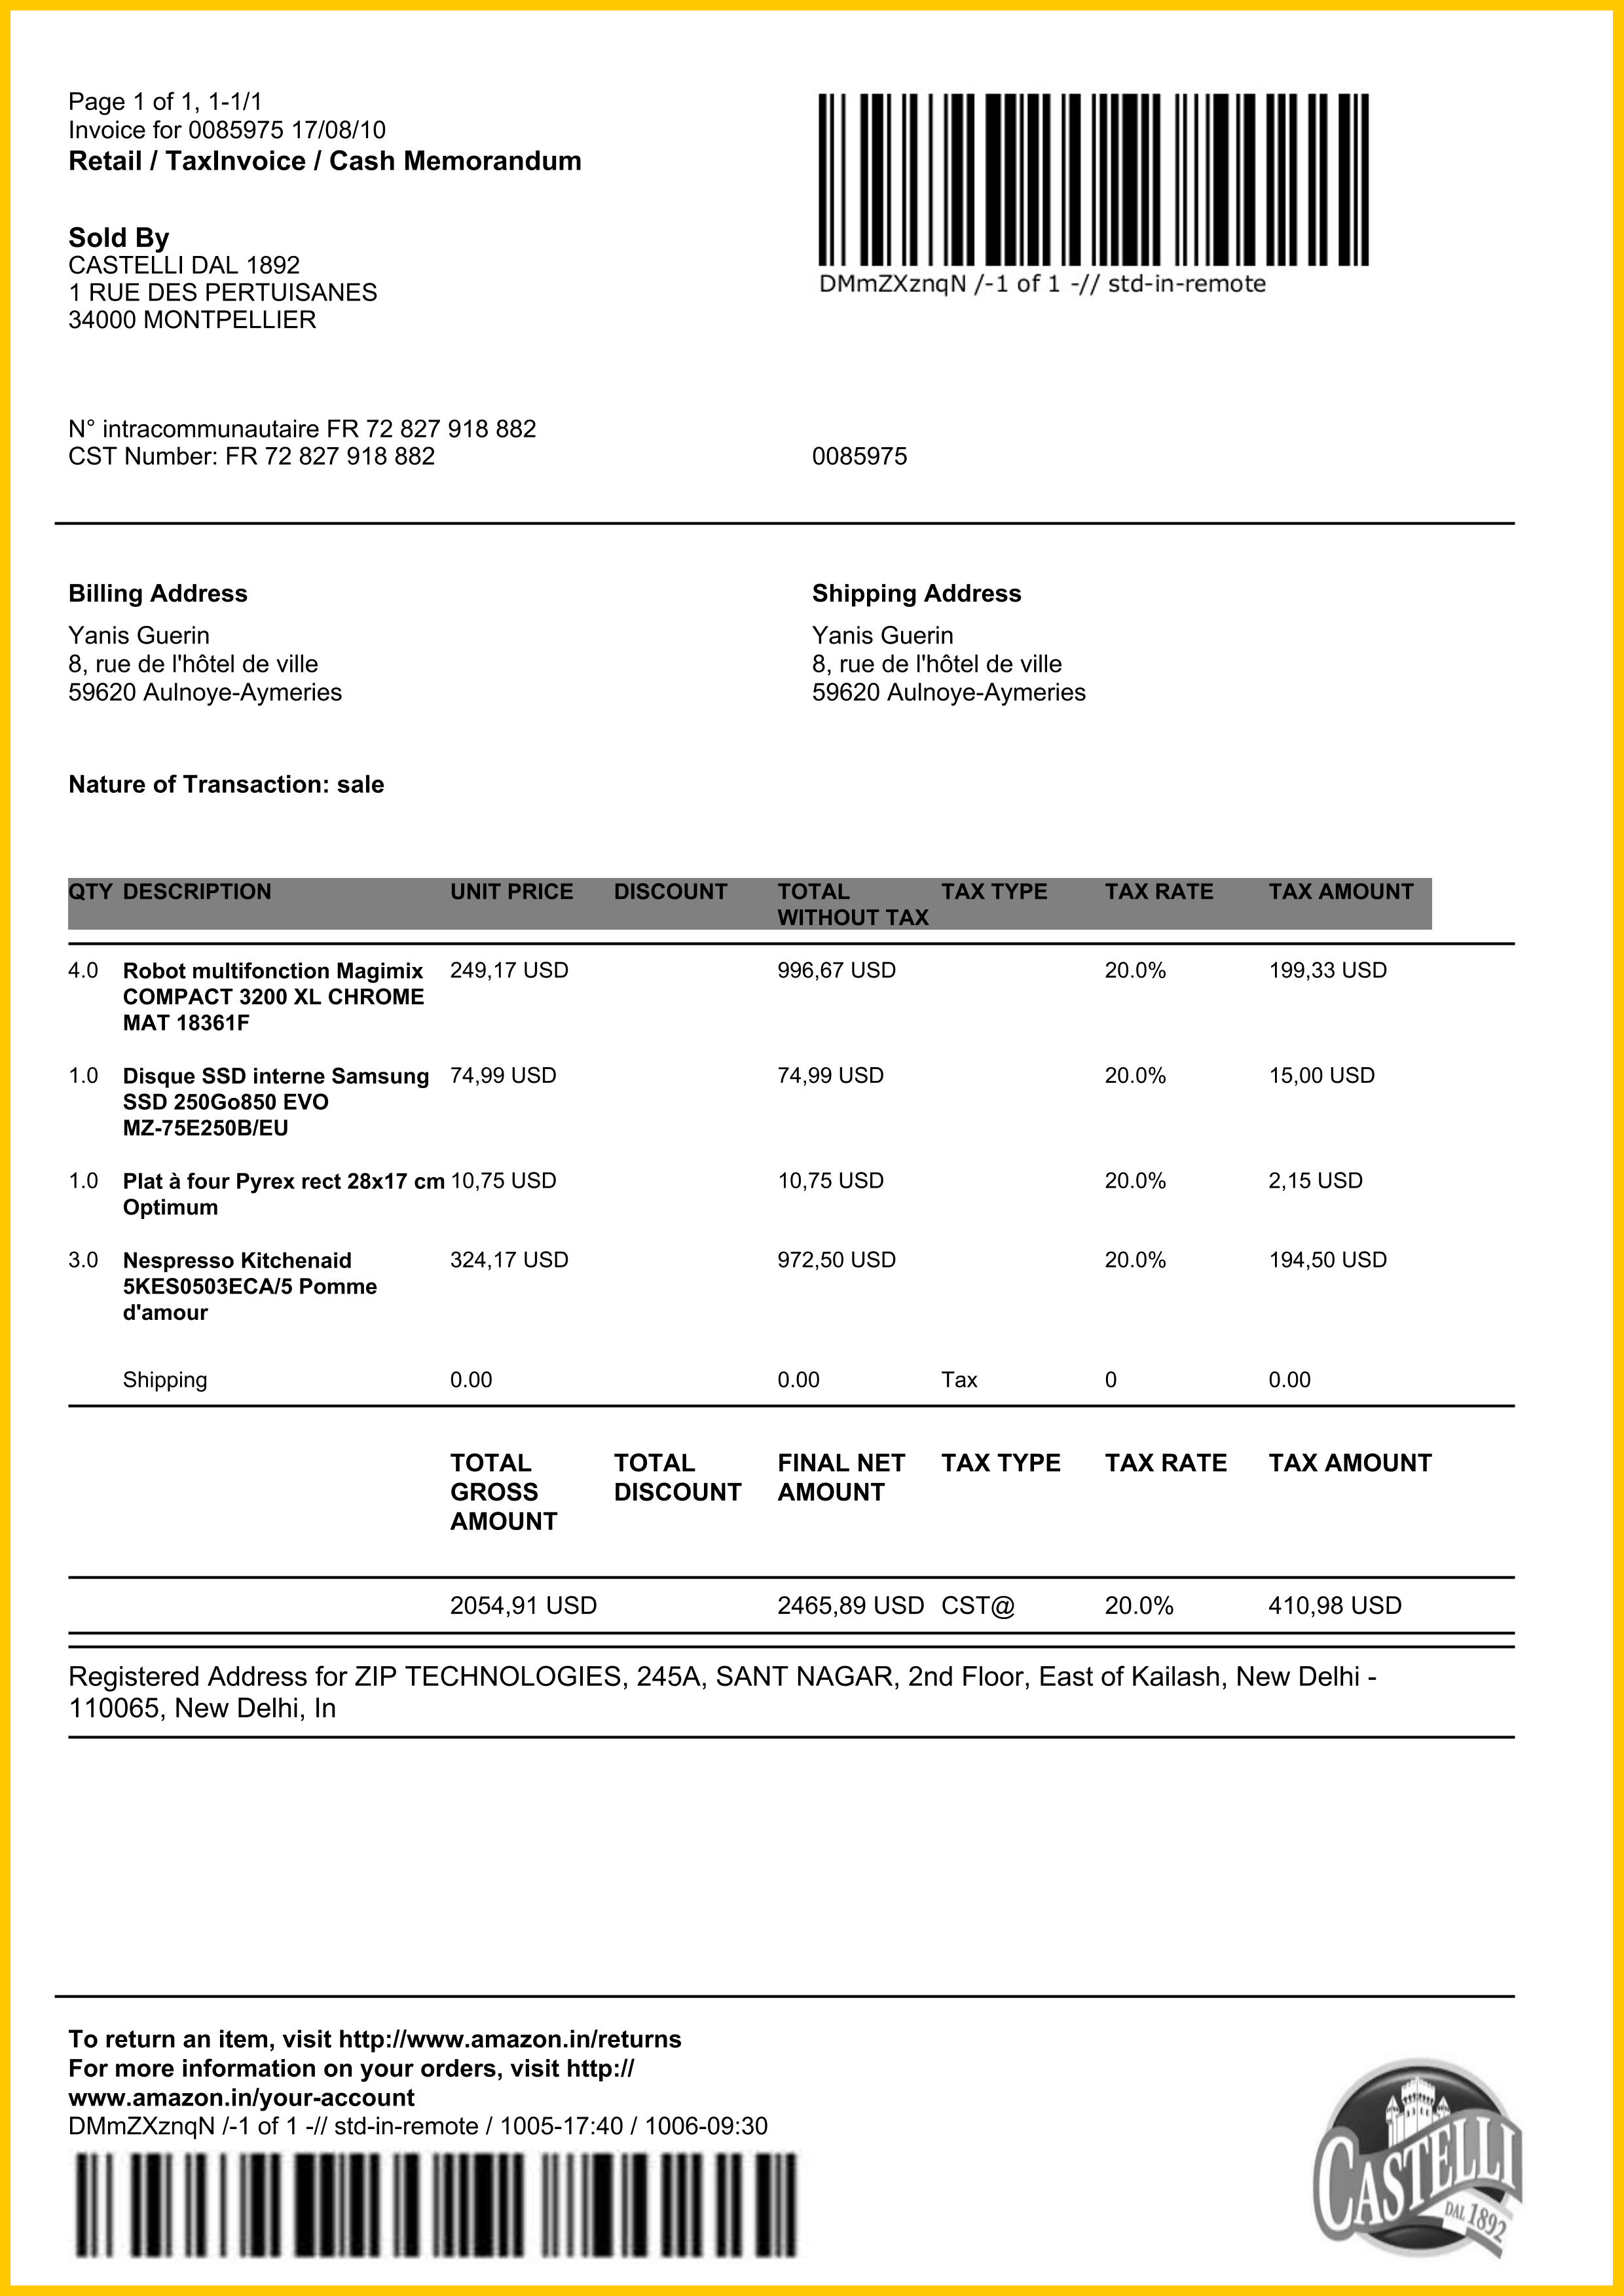 Page 1 of 1, 1-1/1
Invoice for 0085975 17/08/10
Retail / TaxInvoice / Cash Memorandum
DMmZXznqN /-1 of 1 -// std-in-remote
Sold By
CASTELLI DAL 1892
1 RUE DES PERTUISANES
34000 MONTPELLIER
N° intracommunautaire FR 72 827 918 882
CST Number: FR 72 827 918 882 0085975
Billing Address
Yanis Guerin
8, rue de l'hôtel de ville
59620 Aulnoye-Aymeries
Shipping Address
Yanis Guerin
8, rue de l'hôtel de ville
59620 Aulnoye-Aymeries
Nature of Transaction: sale
QTY DESCRIPTION UNIT PRICE DISCOUNT TOTAL TAX TYPE TAX RATE TAX AMOUNT
WITHOUT TAX
4.0 Robot multifonction Magimix 249,17 USD 996,67 USD 20.0% 199,33 USD
COMPACT 3200 XL CHROME
MAT 18361F
1.0 Disque SSD interne Samsung 74,99 USD 74,99 USD 20.0% 15,00 USD
SSD 250Go850 EVO
MZ-75E250B/EU
1.0 Plat à four Pyrex rect 28x17 cm 10,75 USD 10,75 USD 20.0% 2,15 USD
Optimum
3.0 Nespresso Kitchenaid 324,17 USD 972,50 USD 20.0% 194,50 USD
5KES0503ECA/5 Pomme
d'amour
Shipping 0.00 0.00 Tax 0 0.00
TOTAL TOTAL FINAL NET TAX TYPE TAX RATE TAX AMOUNT
GROSS DISCOUNT AMOUNT
AMOUNT
2054,91 USD 2465,89 USD CST@ 20.0% 410,98 USD
Registered Address for ZIP TECHNOLOGIES, 245A, SANT NAGAR, 2nd Floor, East of Kailash, New Delhi -
110065, New Delhi, In
To return an item, visit http://www.amazon.in/returns
For more information on your orders, visit http://
www.amazon.in/your-account
DMmZXznqN /-1 of 1 -// std-in-remote / 1005-17:40 / 1006-09:30
CASTELLI
DAL 1892